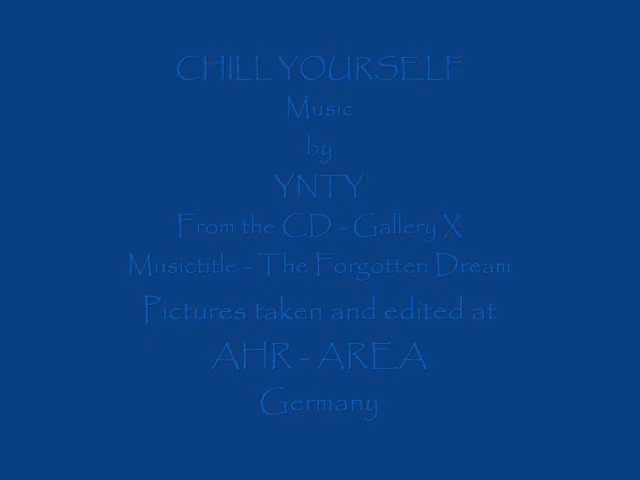 CHILL YOURSELF
Music
by
YNTY
From the CD - Gallery X
Musictitle - The Forgotten Dream
Pictures taken and edited at
AHR - AREA
Germany